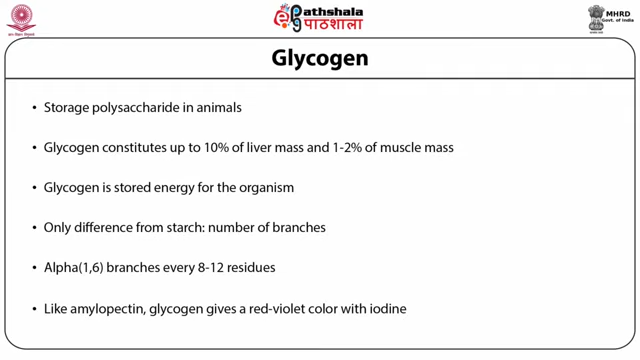 ePathshala
पाठशाला
MHRD
Govt. of India
Glycogen
• Storage polysaccharide in animals
• Glycogen constitutes up to 10% of liver mass and 1-2% of muscle mass
• Glycogen is stored energy for the organism
• Only difference from starch: number of branches
• Alpha(1,6) branches every 8-12 residues
• Like amylopectin, glycogen gives a red-violet color with iodine